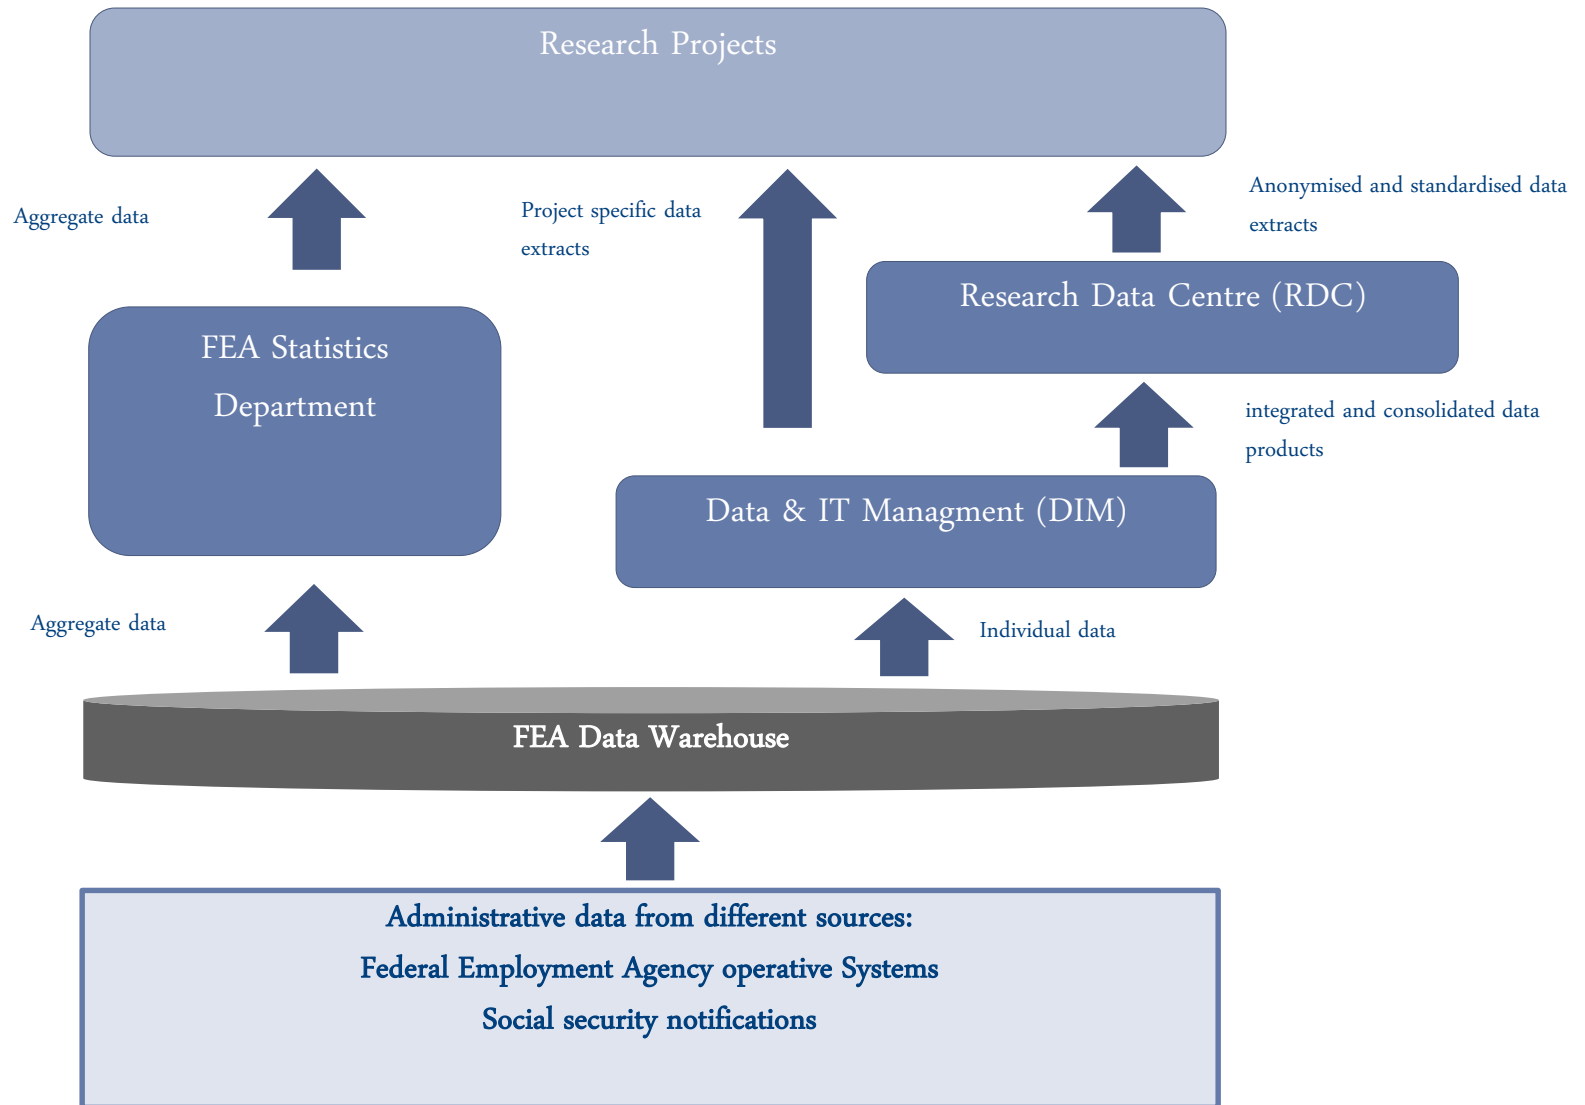 Research Projects
Aggregate data
Project specific data
extracts
Anonymised and standardised data
extracts
Research Data Centre (RDC)
FEA Statistics
Department
integrated and consolidated data
products
Data & IT Managment (DIM)
Aggregate data
Individual data
FEA Data Warehouse
Administrative data from different sources:
Federal Employment Agency operative Systems
Social security notifications